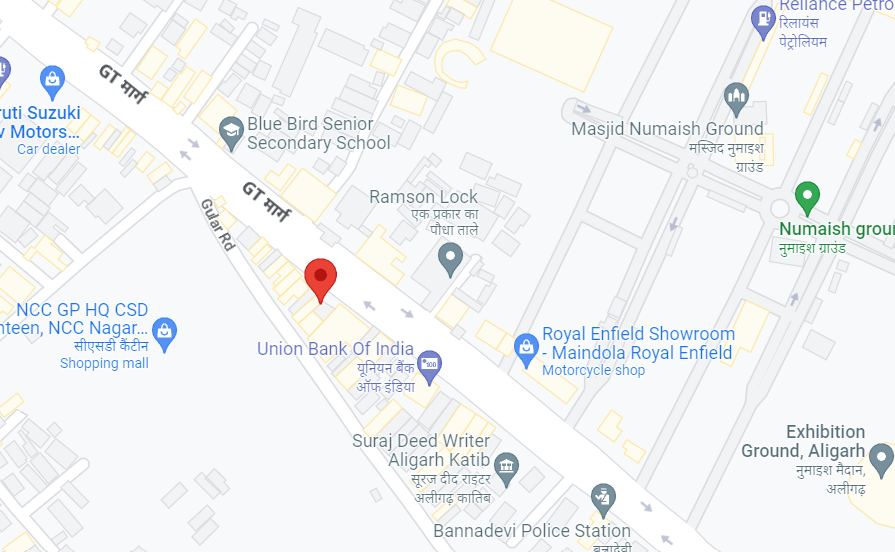 Reliance Petro
रिलायंस
पेट्रोलियम
GT मार्ग
ruti Suzuki
v Motors...
Car dealer
Blue Bird Senior
Secondary School
Masjid Numaish Ground
मस्जिद नुमाइश
ग्राउंड
GT मार्ग
Gular Rd
Ramson Lock
एक प्रकार का
पौधा ताले
Numaish grour
नुमाइश ग्राउंड
NCC GP HQ CSD
nteen, NCC Nagar...
सीएसडी कैंटीन
Shopping mall
Union Bank Of India
यूनियन बैंक
ऑफ इंडिया
Royal Enfield Showroom
- Maindola Royal Enfield
Motorcycle shop
Suraj Deed Writer
Aligarh Katib
सूरज दीद राइटर
अलीगढ़ कातिब
Exhibition
Ground, Aligarh
नुमाइश मैदान,
अलीगढ़
Bannadevi Police Station
बन्नादेवी